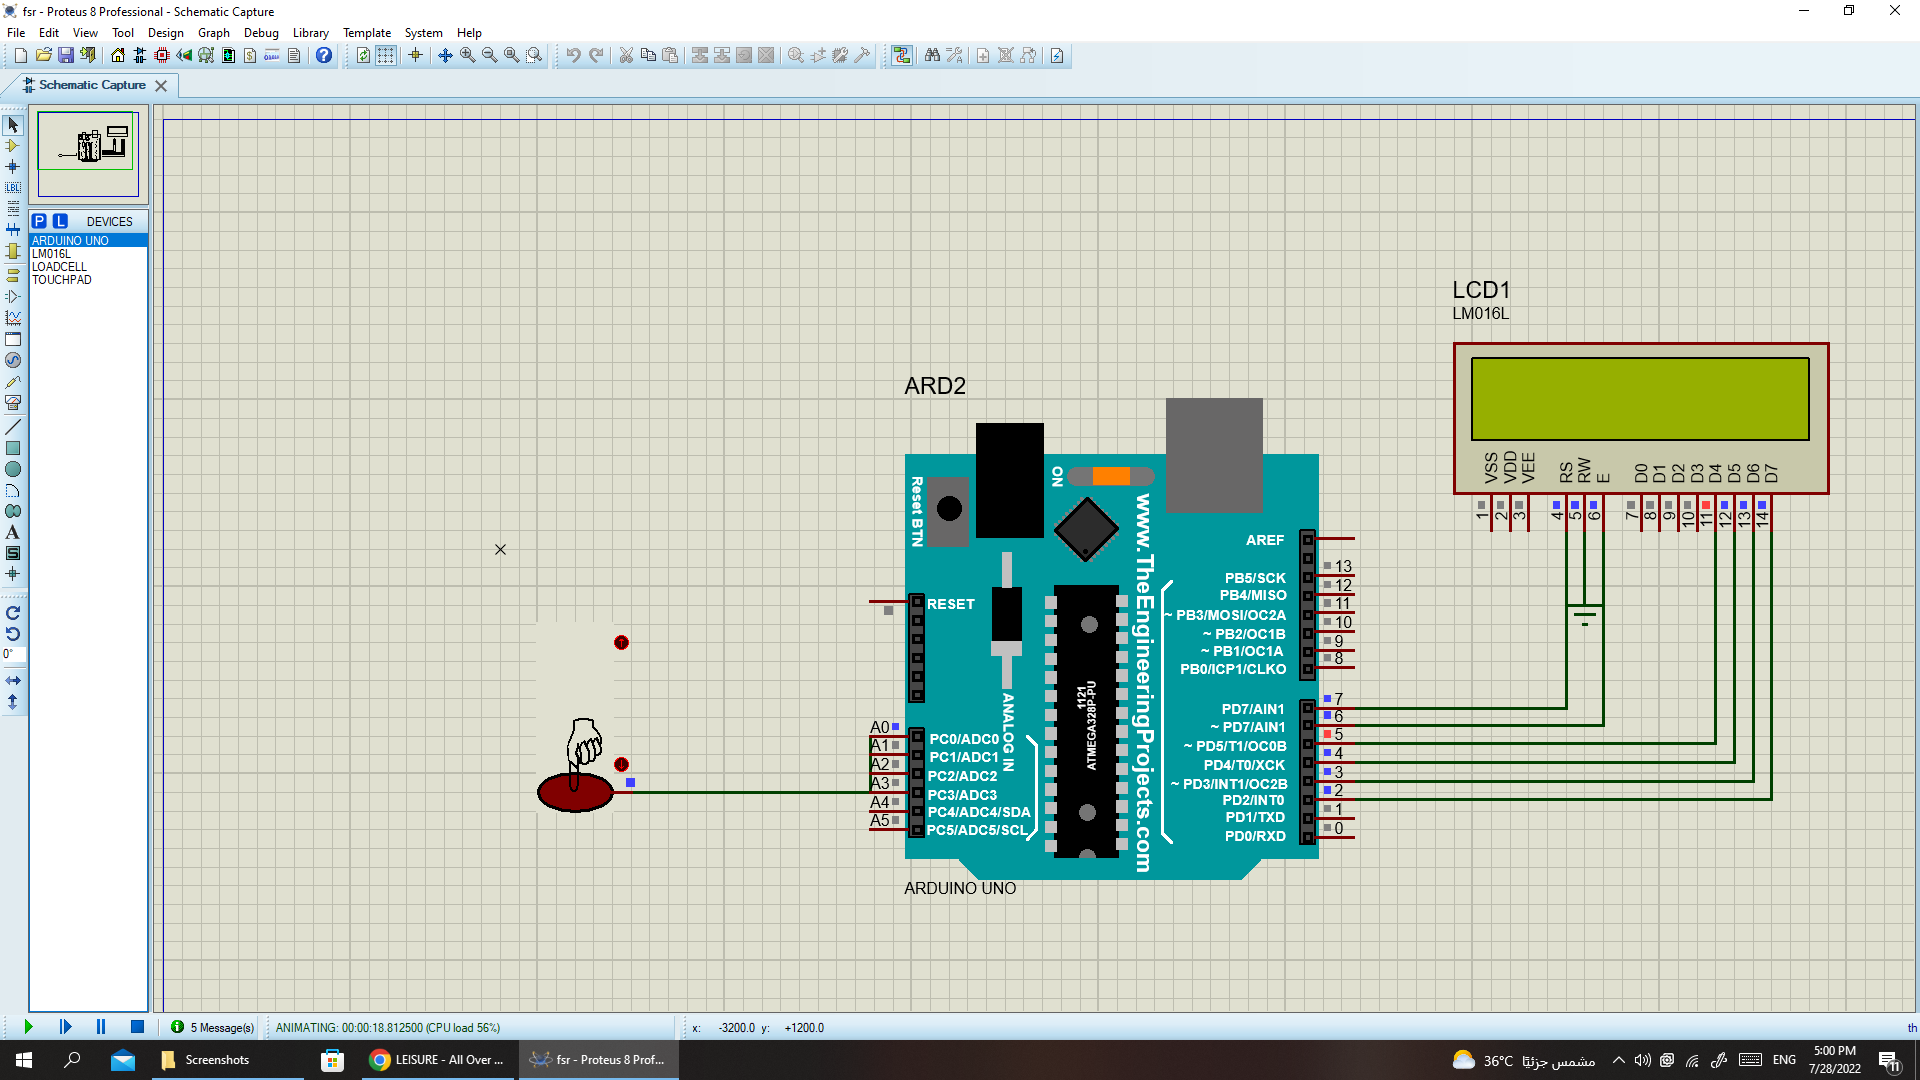 fsr - Proteus 8 Professional - Schematic Capture
File Edit View Tool Design Graph Debug Library Template System Help
Schematic Capture
P L DEVICES
ARDUINO UNO
LM016L
LOADCELL
TOUCHPAD
LBL
A
S
0°
LCD1
LM016L
VSS
VDD
VEE
RS
RW
E
D0
D1
D2
D3
D4
D5
D6
D7
1
2
3
4
5
6
7
8
9
10
11
12
13
14
ARD2
Reset BTN
ON
www.TheEngineeringProjects.com
AREF
13
PB5/SCK
12
PB4/MISO
11
~ PB3/MOSI/OC2A
10
~ PB2/OC1B
9
~ PB1/OC1A
8
PB0/ICP1/CLKO
RESET
ANALOG IN
1121
ATMEGA328P-PU
7
PD7/AIN1
6
~ PD7/AIN1
5
~ PD5/T1/OC0B
4
PD4/T0/XCK
3
~ PD3/INT1/OC2B
2
PD2/INT0
1
PD1/TXD
0
PD0/RXD
A0
PC0/ADC0
A1
PC1/ADC1
A2
PC2/ADC2
A3
PC3/ADC3
A4
PC4/ADC4/SDA
A5
PC5/ADC5/SCL
ARDUINO UNO
5 Message(s)
ANIMATING: 00:00:18.812500 (CPU load 56%)
x: -3200.0 y: +1200.0
th
Screenshots
LEISURE - All Over ...
fsr - Proteus 8 Prof...
36°C مشمس جزئيًا
ENG
5:00 PM
7/28/2022
11